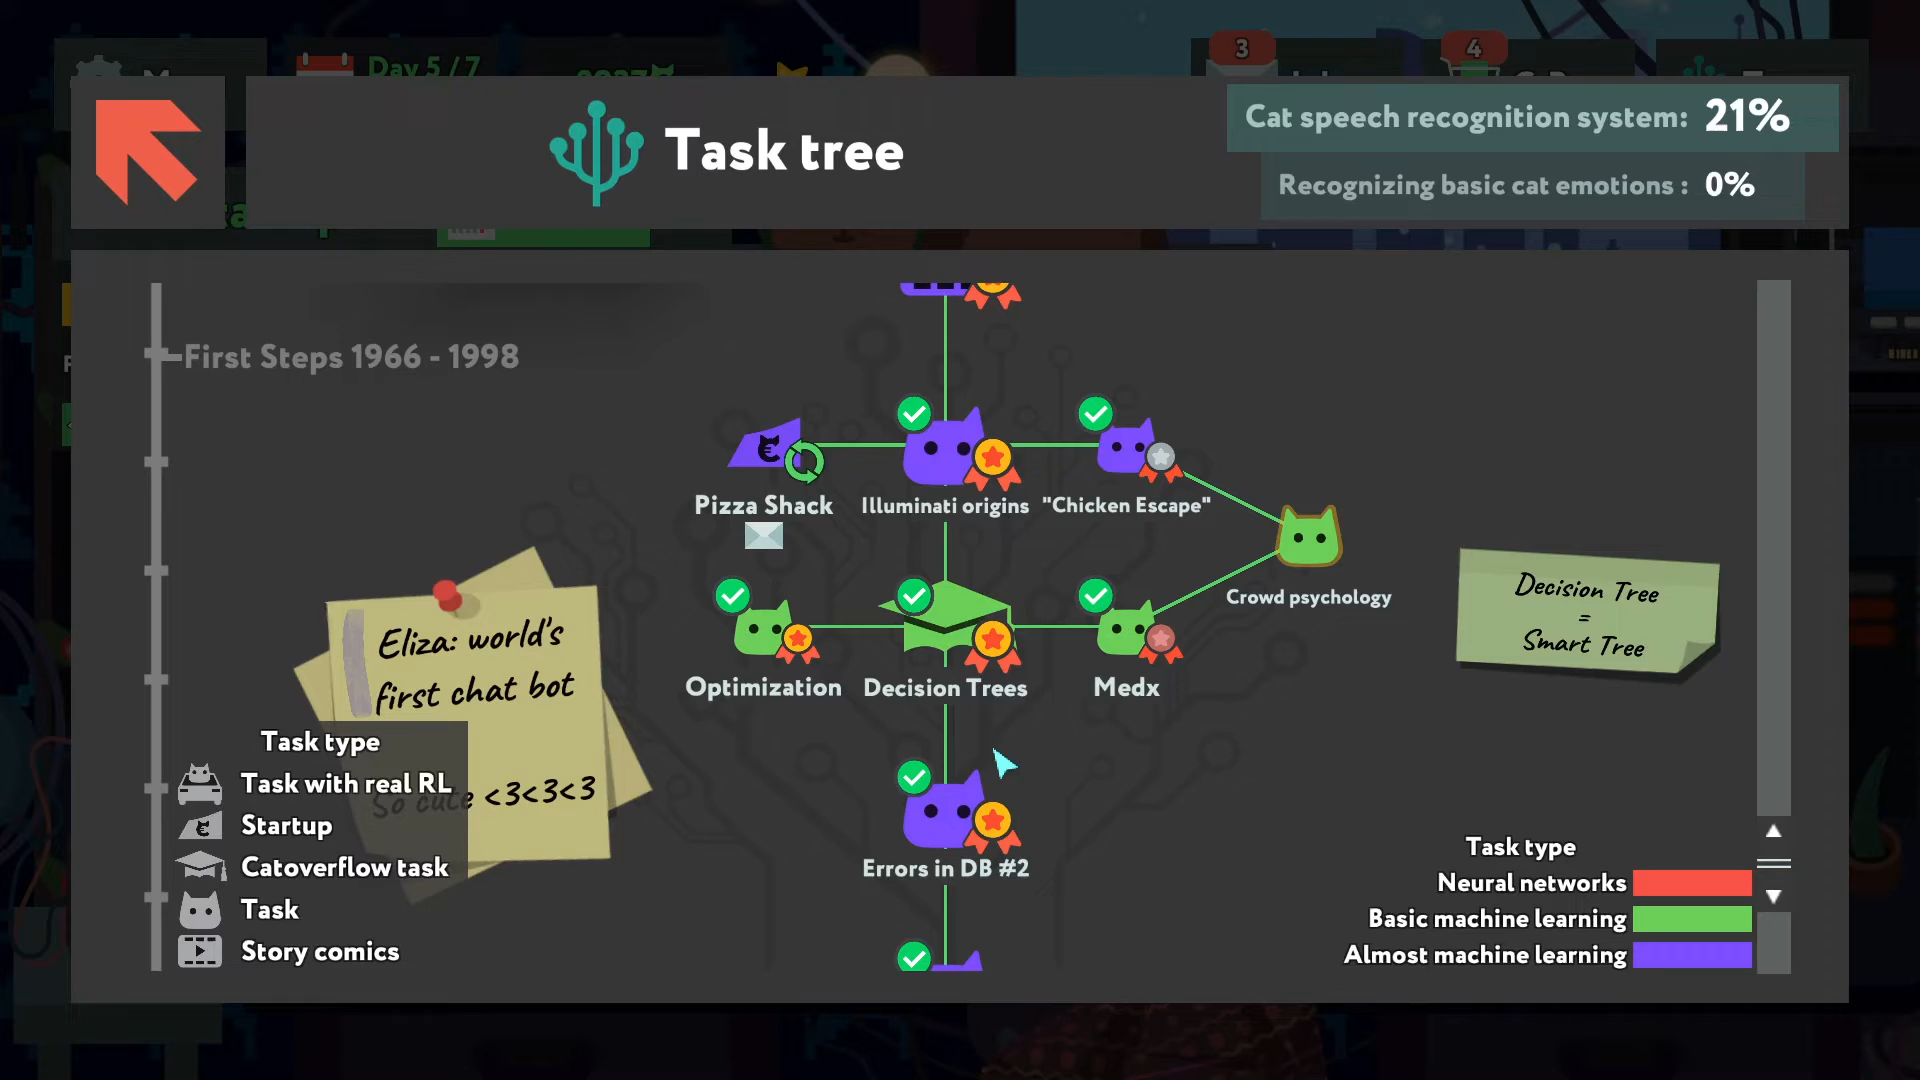 Day 5 / 7
3
4
Task tree
Cat speech recognition system: 21%
Recognizing basic cat emotions : 0%
First Steps 1966 - 1998
Pizza Shack
Illuminati origins
"Chicken Escape"
Crowd psychology
Optimization
Decision Trees
Medx
Errors in DB #2
Eliza: world's
first chat bot
So cute <3<3<3
Decision Tree
=
Smart Tree
Task type
Task with real RL
Startup
Catoverflow task
Task
Story comics
Task type
Neural networks
Basic machine learning
Almost machine learning